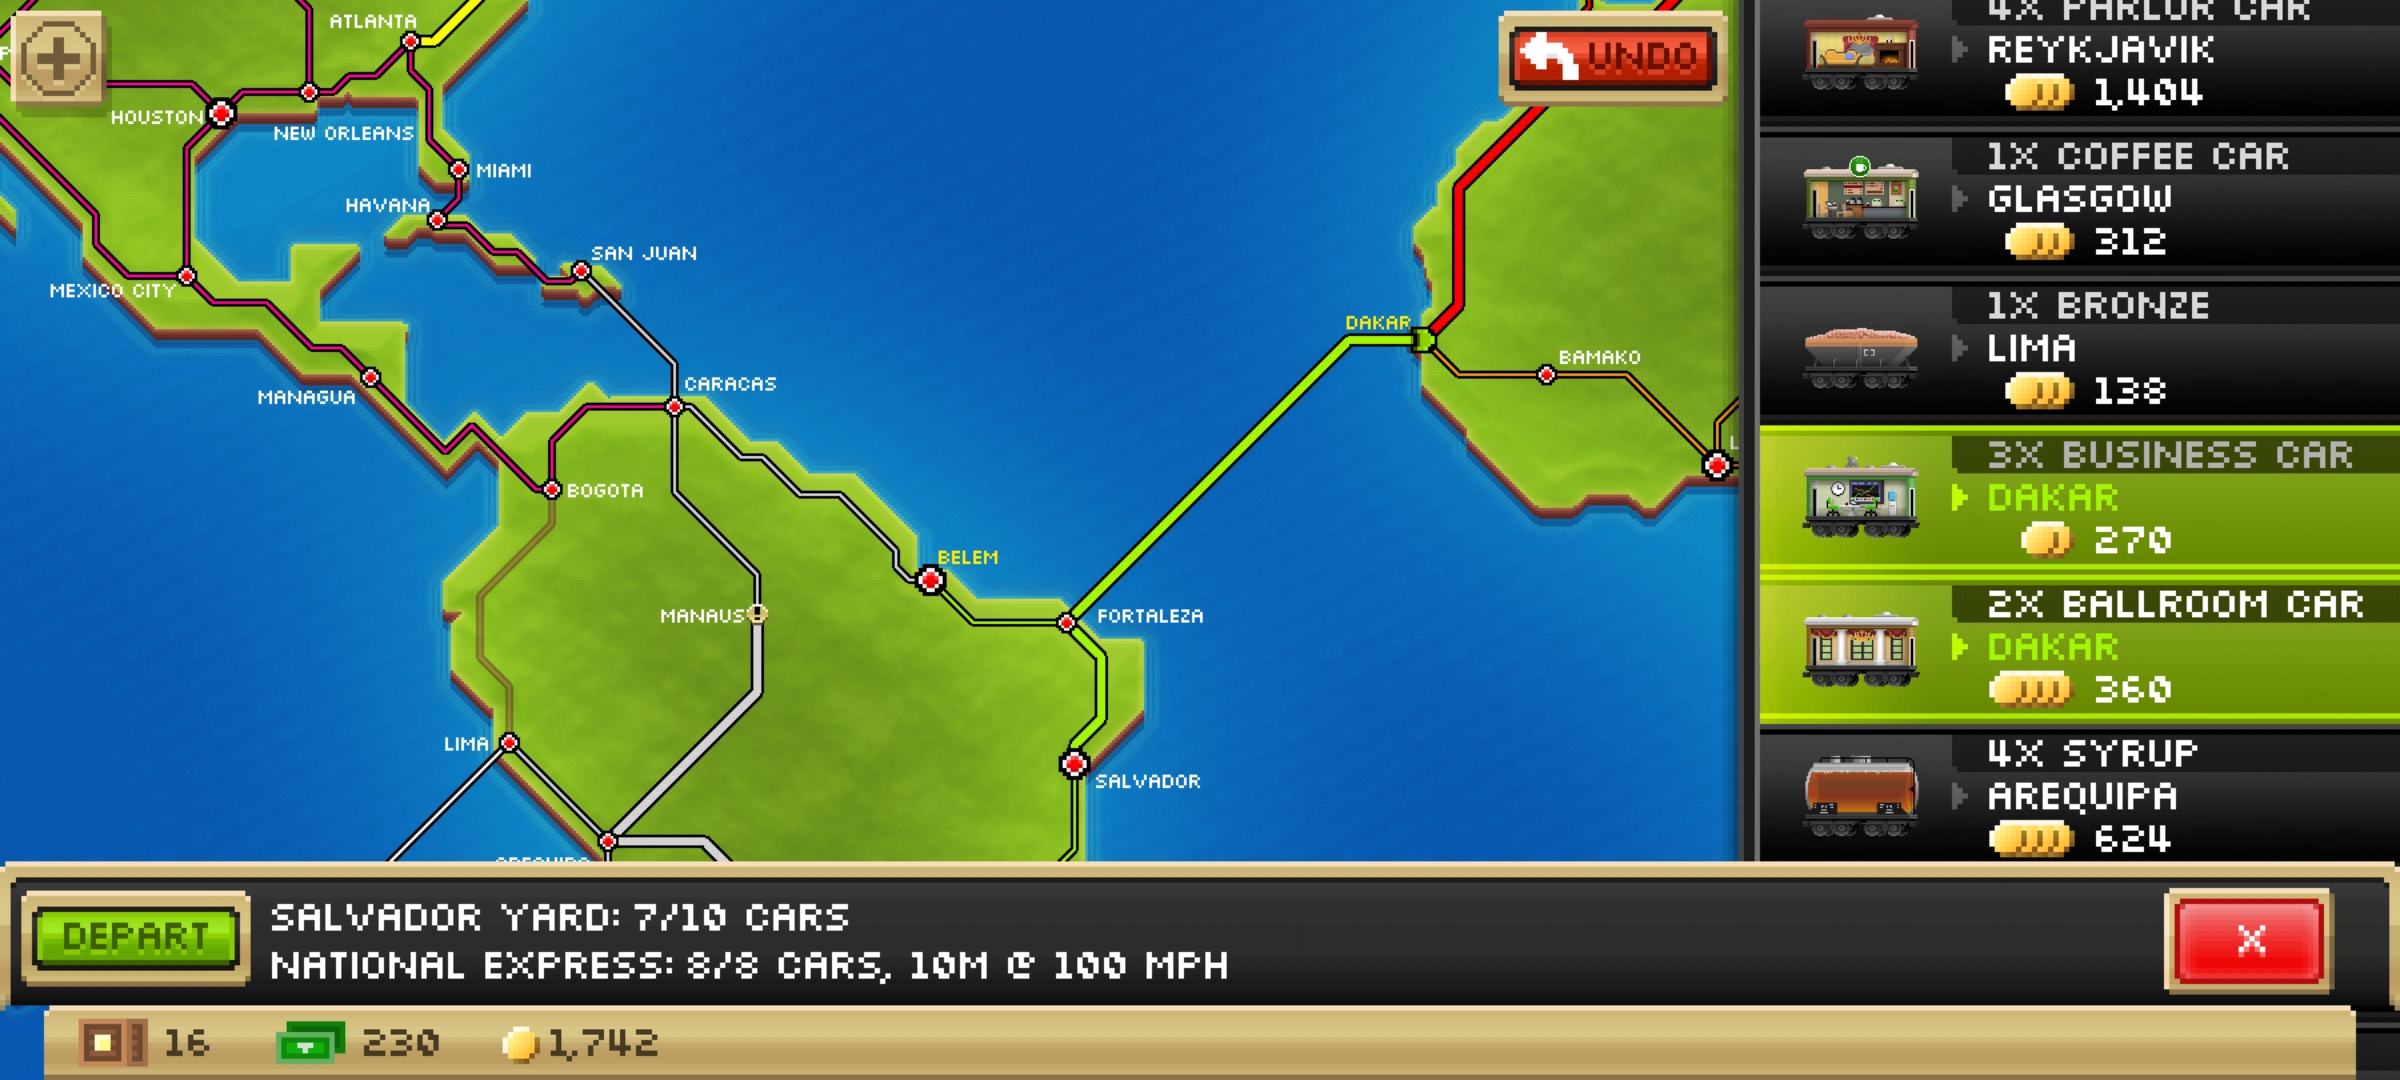 ATLANTA
HOUSTON
NEW ORLEANS
MIAMI
HAVANA
SAN JUAN
MEXICO CITY
MANAGUA
CARACAS
BOGOTA
BELEM
MANAUS
FORTALEZA
LIMA
SALVADOR
DAKAR
BAMAKO
UNDO
4X PARLOR CAR
REYKJAVIK
1,404
1X COFFEE CAR
GLASGOW
312
1X BRONZE
LIMA
138
3X BUSINESS CAR
DAKAR
270
2X BALLROOM CAR
DAKAR
360
4X SYRUP
AREQUIPA
624
DEPART
SALVADOR YARD: 7/10 CARS
NATIONAL EXPRESS: 8/8 CARS, 10M @ 100 MPH
X
16
230
1,742